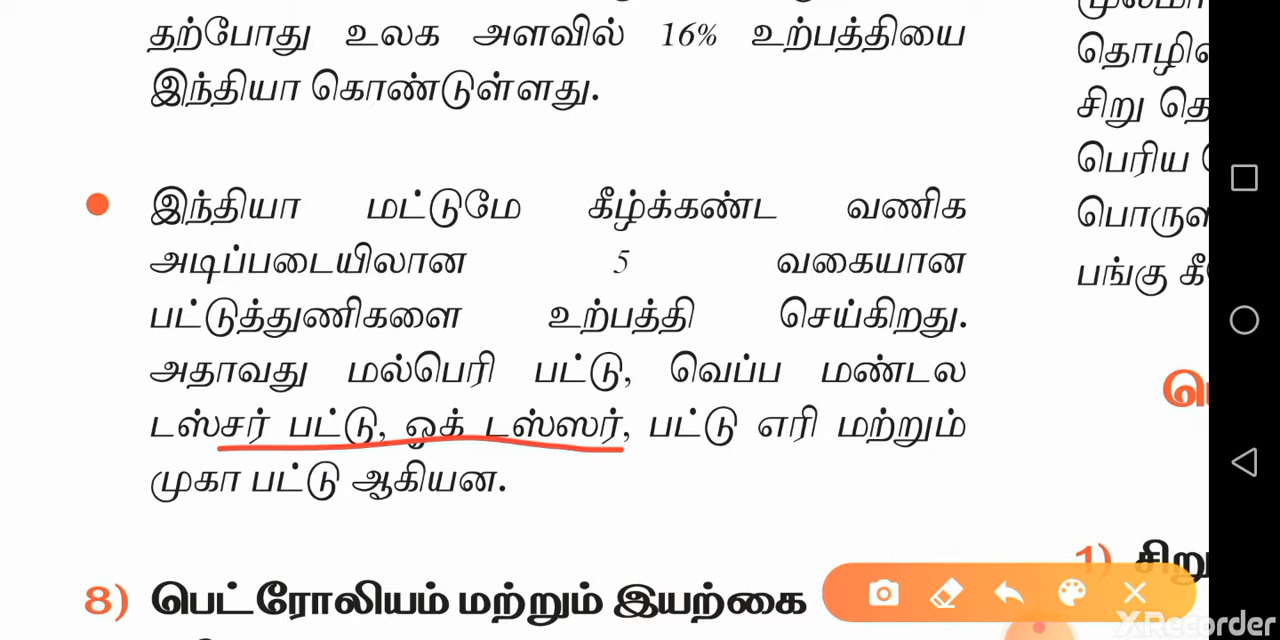 தற்போது உலக அளவில் 16% உற்பத்தியை
இந்தியா கொண்டுள்ளது.
இந்தியா மட்டுமே கீழ்க்கண்ட வணிக
அடிப்படையிலான 5 வகையான
பட்டுத்துணிகளை உற்பத்தி செய்கிறது.
அதாவது மல்பெரி பட்டு, வெப்ப மண்டல
டஸ்சர் பட்டு, ஓக் டஸ்ஸர், பட்டு எரி மற்றும்
முகா பட்டு ஆகியன.
8) பெட்ரோலியம் மற்றும் இயற்கை
சிறு
பெரிய
1) சிறு
XRecorder